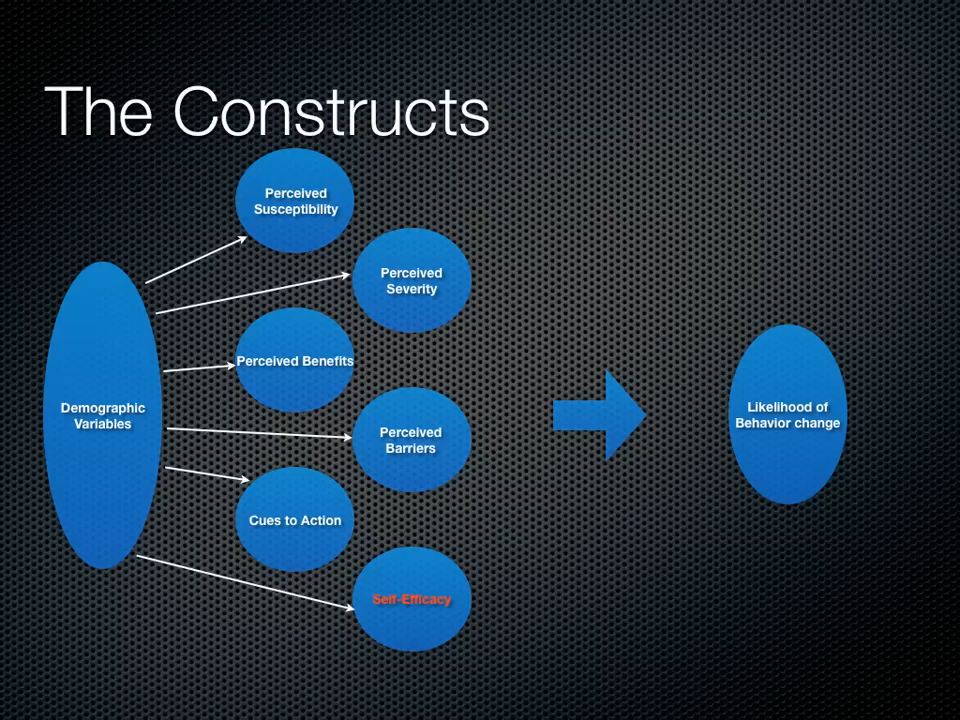 The Constructs
Perceived
Susceptibility
Perceived
Severity
Perceived Benefits
Demographic
Variables
Perceived
Barriers
Cues to Action
Self-Efficacy
Likelihood of
Behavior change